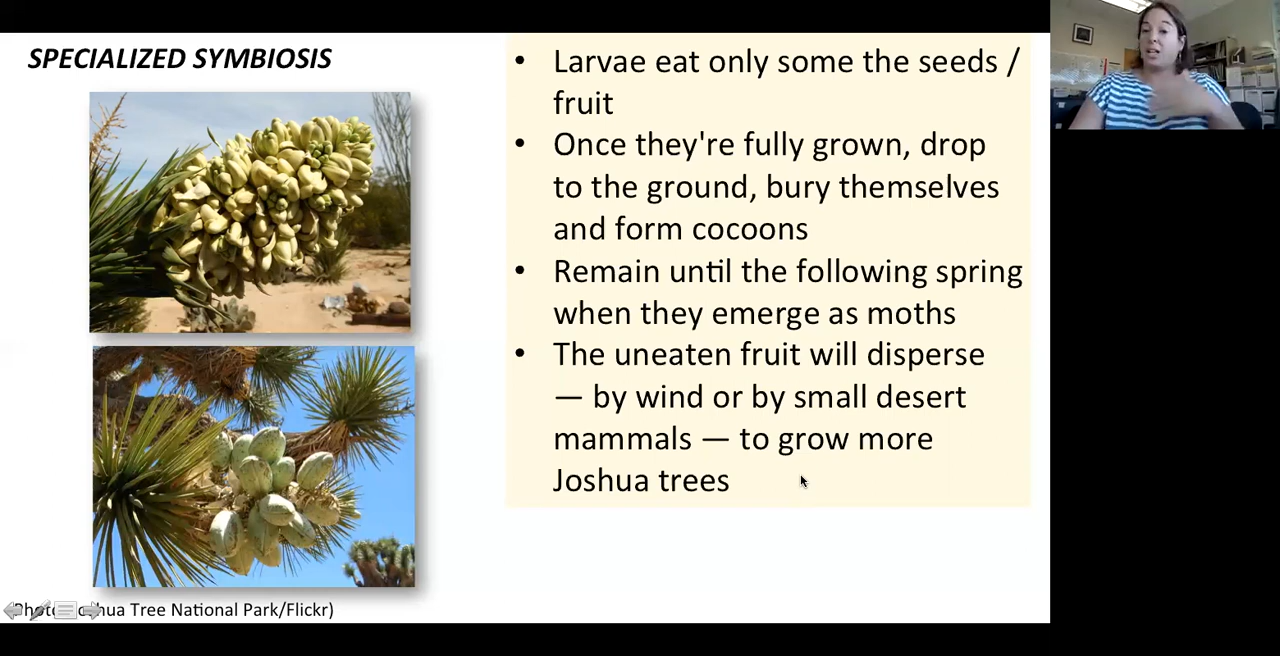 SPECIALIZED SYMBIOSIS
• Larvae eat only some the seeds /
fruit
• Once they're fully grown, drop
to the ground, bury themselves
and form cocoons
• Remain until the following spring
when they emerge as moths
• The uneaten fruit will disperse
— by wind or by small desert
mammals — to grow more
Joshua trees
Tree National Park/Flickr)